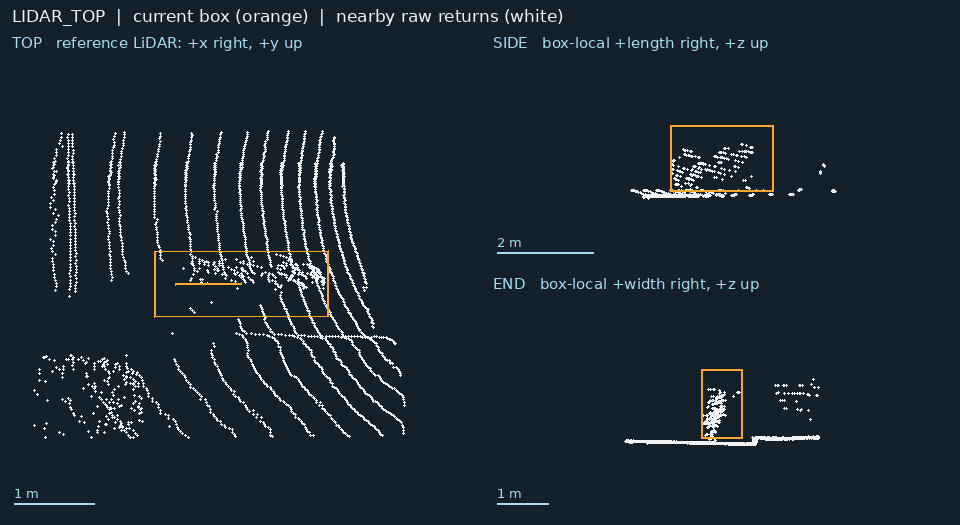 LIDAR_TOP  |  current box (orange)  |  nearby raw returns (white)
TOP   reference LiDAR: +x right, +y up
SIDE   box-local +length right, +z up
2 m
END   box-local +width right, +z up
1 m
1 m